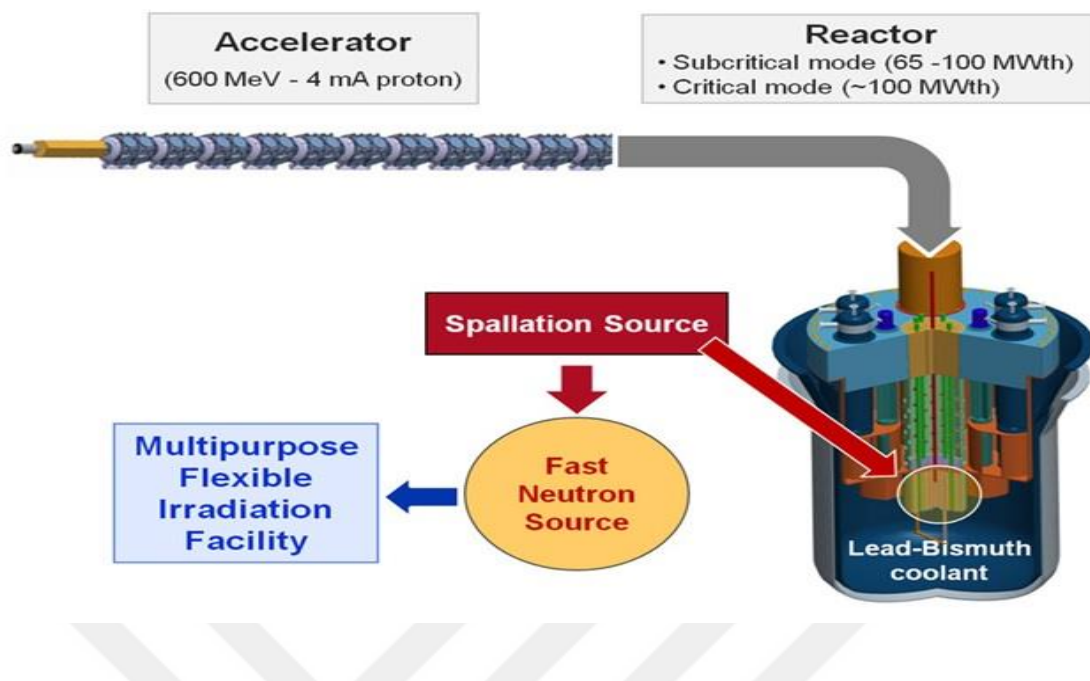 Accelerator
(600 MeV - 4 mA proton)
Reactor
• Subcritical mode (65 -100 MWth)
• Critical mode (~100 MWth)
Spallation Source
Multipurpose
Flexible
Irradiation
Facility
Fast
Neutron
Source
Lead-Bismuth
coolant